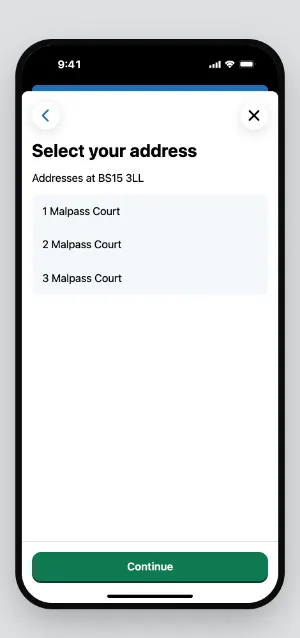 9:41
Select your address
Addresses at BS15 3LL
1 Malpass Court
2 Malpass Court
3 Malpass Court
Continue